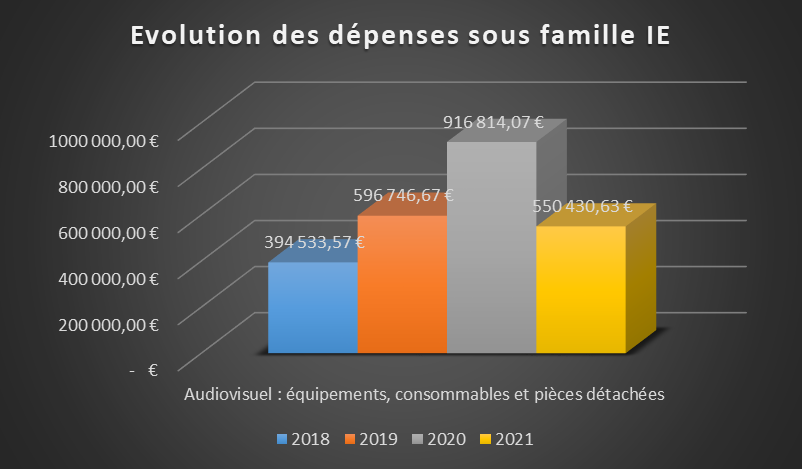 Evolution des dépenses sous famille IE
916 814,07 €
1000 000,00 €
596 746,67 €
800 000,00 €
550 430,63 €
600 000,00 €
394 533,57 €
400 000,00 €
200 000,00 €
- €
Audiovisuel : équipements, consommables et pièces détachées
2018 2019 2020 2021